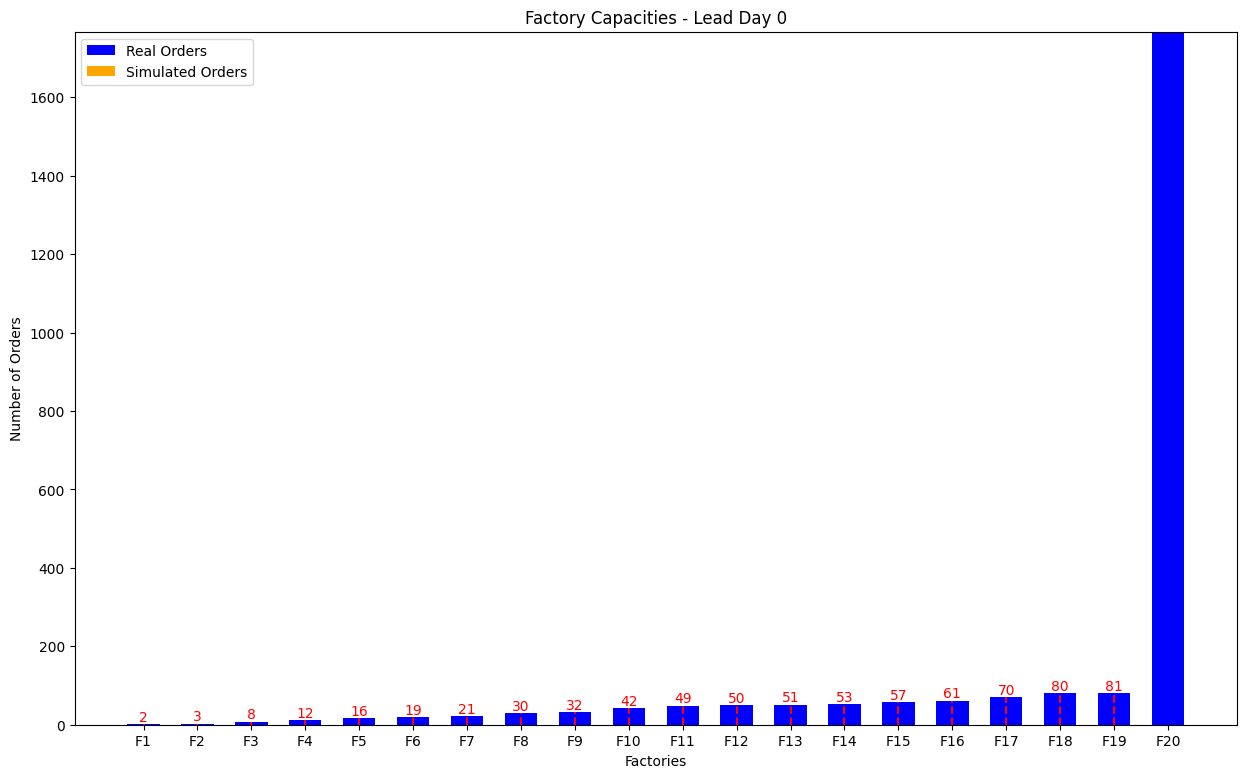 Factory Capacities - Lead Day 0
Real Orders
Simulated Orders
Number of Orders
1600
1400
1200
1000
800
600
400
200
0
2 3 8 12 16 19 21 30 32 42 49 50 51 53 57 61 70 80 81
F1 F2 F3 F4 F5 F6 F7 F8 F9 F10 F11 F12 F13 F14 F15 F16 F17 F18 F19 F20
Factories